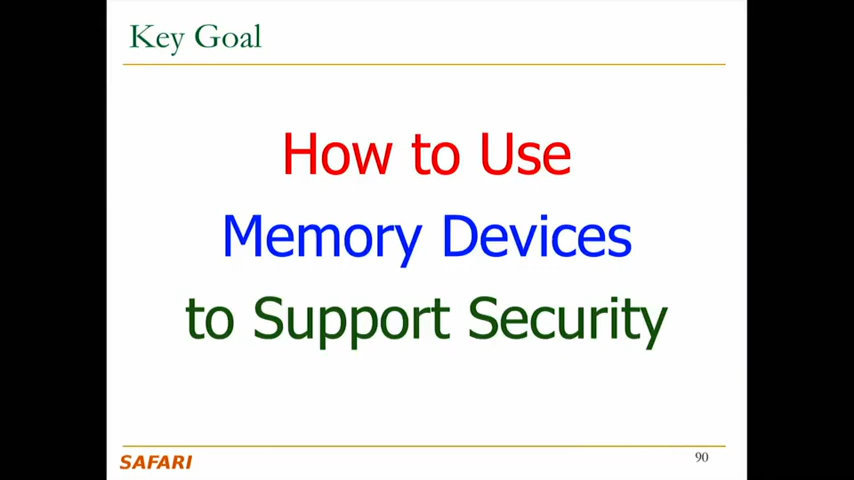 Key Goal
How to Use
Memory Devices
to Support Security
SAFARI
90